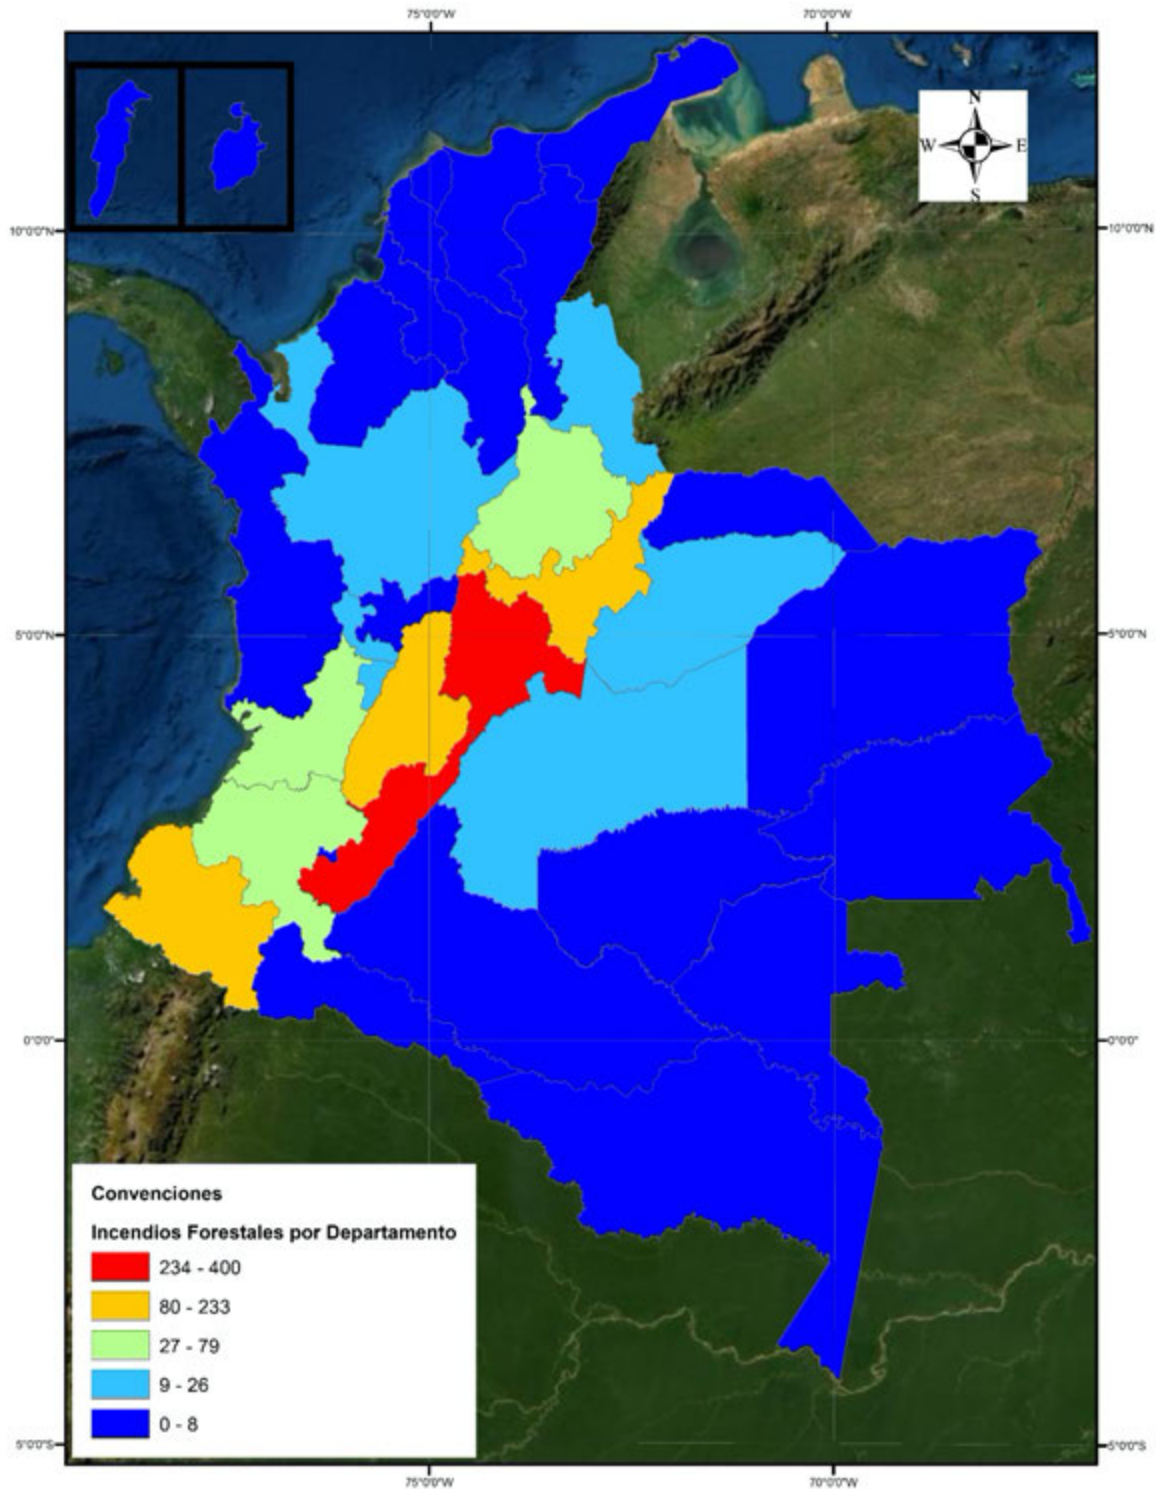 75°0'0"W 70°0'0"W
N
W E
S
10°0'0"N 10°0'0"N
5°0'0"N 5°0'0"N
0°0'0" 0°0'0"
Convenciones
Incendios Forestales por Departamento
234 - 400
80 - 233
27 - 79
9 - 26
0 - 8
5°0'0"S 5°0'0"S
75°0'0"W 70°0'0"W